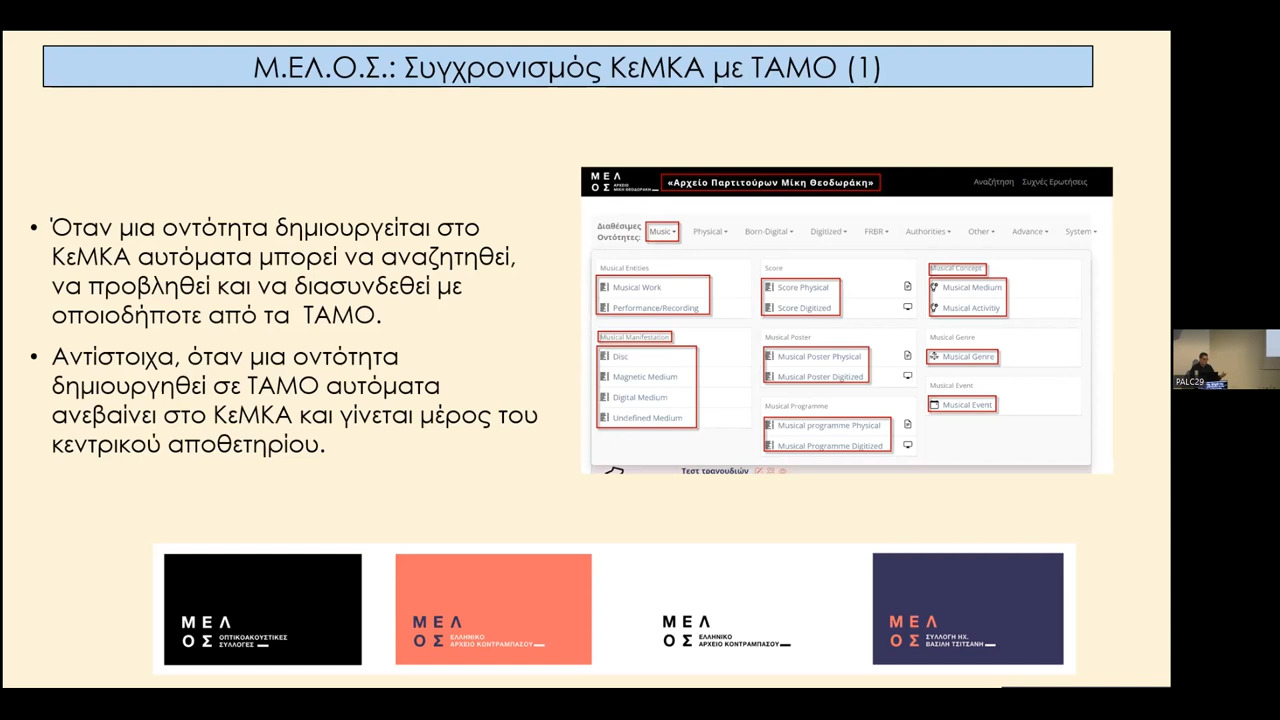 Μ.ΕΛ.Ο.Σ.: Συγχρονισμός ΚεΜΚΑ με ΤΑΜΟ (1)
• Όταν μια οντότητα δημιουργείται στο
ΚεΜΚΑ αυτόματα μπορεί να αναζητηθεί,
να προβληθεί και να διασυνδεθεί με
οποιοδήποτε από τα ΤΑΜΟ.
• Αντίστοιχα, όταν μια οντότητα
δημιουργηθεί σε ΤΑΜΟ αυτόματα
ανεβαίνει στο ΚεΜΚΑ και γίνεται μέρος του
κεντρικού αποθετηρίου.
ΜΕΛ
ΟΣ ΑΡΧΕΙΟ
ΜΙΚΗ ΘΕΟΔΩΡΑΚΗ
«Αρχείο Παρτιτούρων Μίκη Θεοδωράκη»
Αναζήτηση Συχνές Ερωτήσεις
Διαθέσιμες
Οντότητες:
Music Physical Born-Digital Digitized FRBR Authorities Other Advance System
Musical Entities
Musical Work
Performance/Recording
Musical Manifestation
Disc
Magnetic Medium
Digital Medium
Undefined Medium
Score
Score Physical
Score Digitized
Musical Poster
Musical Poster Physical
Musical Poster Digitized
Musical Programme
Musical programme Physical
Musical Programme Digitized
Musical Concept
Musical Medium
Musical Activitiy
Musical Genre
Musical Genre
Musical Event
Musical Event
Τεστ τραγουδιών
ΜΕΛ
ΟΣ ΟΠΤΙΚΟΑΚΟΥΣΤΙΚΕΣ
ΣΥΛΛΟΓΕΣ
ΜΕΛ
ΟΣ ΕΛΛΗΝΙΚΟ
ΑΡΧΕΙΟ ΚΟΝΤΡΑΜΠΑΣΟΥ
ΜΕΛ
ΟΣ ΕΛΛΗΝΙΚΟ
ΑΡΧΕΙΟ ΚΟΝΤΡΑΜΠΑΣΟΥ
ΜΕΛ
ΟΣ ΣΥΛΛΟΓΗ ΗΧ.
ΒΑΣΙΛΗ ΤΣΙΤΣΑΝΗ
PALC29